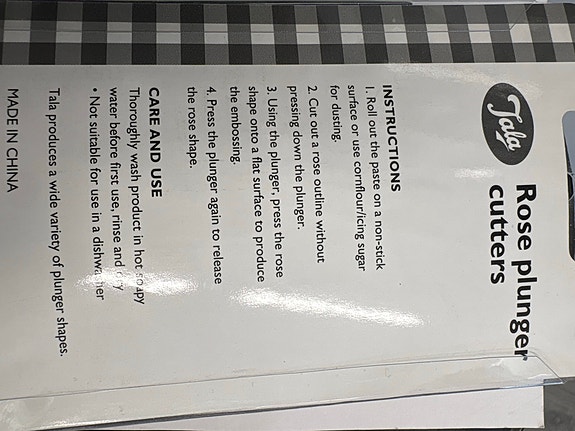 Tala
Rose plunger
cutters
INSTRUCTIONS
1. Roll out the paste on a non-stick
surface or use cornflour/icing sugar
for dusting.
2. Cut out a rose outline without
pressing down the plunger.
3. Using the plunger, press the rose
shape onto a flat surface to produce
the embossing.
4. Press the plunger again to release
the rose shape.
CARE AND USE
Thoroughly wash product in hot soapy
water before first use, rinse and dry
• Not suitable for use in a dishwasher
Tala produces a wide variety of plunger shapes.
MADE IN CHINA